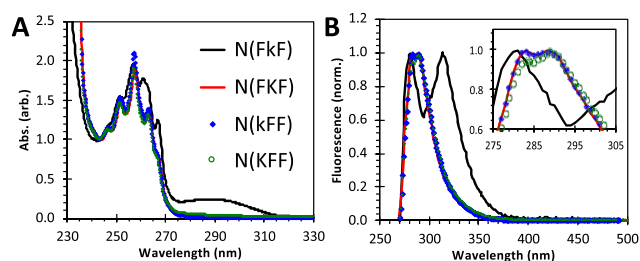 A
2.5
2.0
1.5
1.0
0.5
0.0
Abs. (arb.)
230 250 270 290 310 330
Wavelength (nm)
N(FkF)
N(FKF)
N(kFF)
N(KFF)
B
1.2
1.0
0.8
0.6
0.4
0.2
0.0
Fluorescence (norm.)
250 300 350 400 450 500
Wavelength (nm)
1.0
0.8
0.6
275 285 295 305